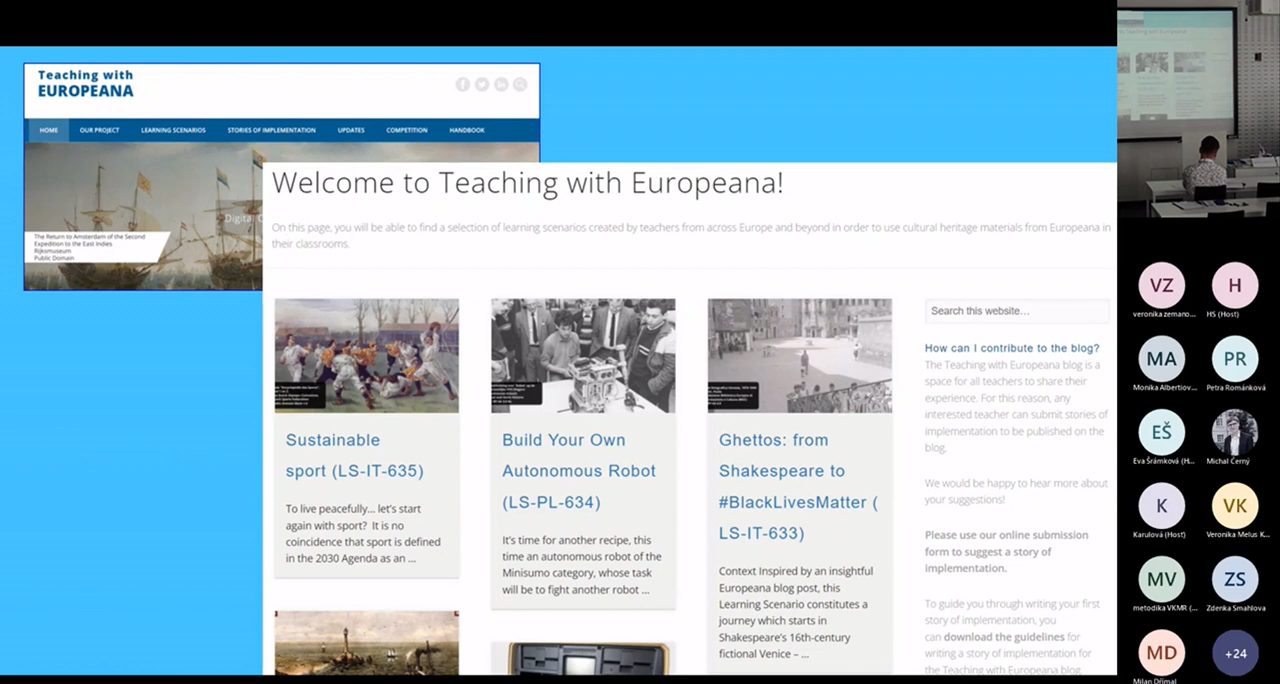 Teaching with
EUROPEANA
HOME OUR PROJECT LEARNING SCENARIOS STORIES OF IMPLEMENTATION UPDATES COMPETITION HANDBOOK
Digital C
The Return to Amsterdam of the Second
Expedition to the East Indies
Rijksmuseum
Public Domain
Welcome to Teaching with Europeana!
On this page, you will be able to find a selection of learning scenarios created by teachers from across Europe and beyond in order to use cultural heritage materials from Europeana in
their classrooms.
Sustainable
sport (LS-IT-635)
To live peacefully... let's start
again with sport? It is no
coincidence that sport is defined
in the 2030 Agenda as an ...
Build Your Own
Autonomous Robot
(LS-PL-634)
It's time for another recipe, this
time an autonomous robot of the
Minisumo category, whose task
will be to fight another robot ...
Ghettos: from
Shakespeare to
#BlackLivesMatter (
LS-IT-633)
Context Inspired by an insightful
Europeana blog post, this
Learning Scenario constitutes a
journey which starts in
Shakespeare's 16th-century
fictional Venice – ...
Search this website...
How can I contribute to the blog?
The Teaching with Europeana blog is a
space for all teachers to share their
experience. For this reason, any
interested teacher can submit stories of
implementation to be published on the
blog.
We would be happy to hear more about
your suggestions!
Please use our online submission
form to suggest a story of
implementation.
To guide you through writing your first
story of implementation, you
can download the guidelines for
writing a story of implementation for
the Teaching with Europeana blog
VZ
veronika zemano...
H
HS (Host)
MA
Monika Albertiov...
PR
Petra Románková
EŠ
Eva Šrámková (H...
Michal Černý
K
Karulová (Host)
VK
Veronika Melus K...
MV
metodika VKMR (...
ZS
Zdenka Smahlova
MD
Milan Dřímal
+24